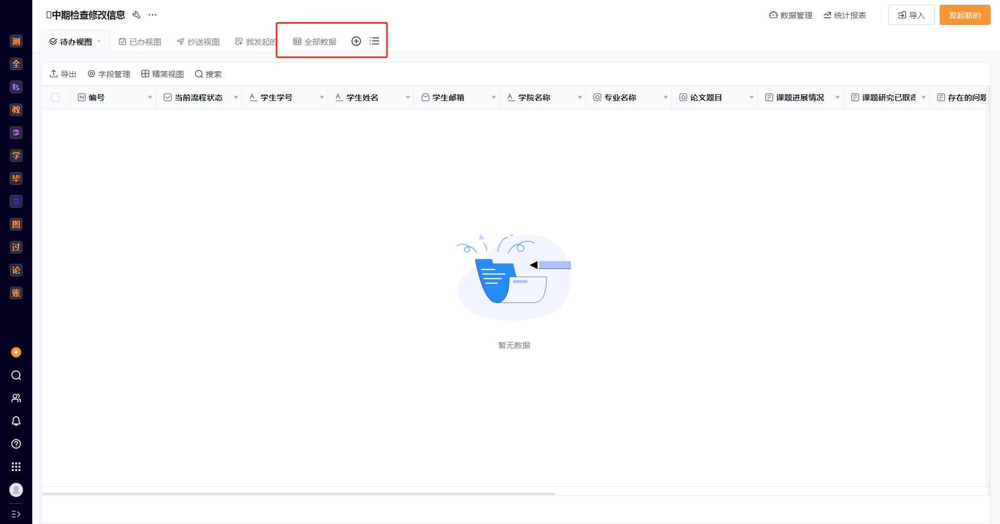 中期检查修改信息
数据管理
统计报表
导入
发起新的
待办视图
已办视图
抄送视图
我发起的
全部数据
导出
字段管理
精简视图
搜索
编号
当前流程状态
学生学号
学生姓名
学生邮箱
学院名称
专业名称
论文题目
课题进展情况
课题研究已取得
存在的问题
测
全
教
学
毕
图
过
论
账
暂无数据